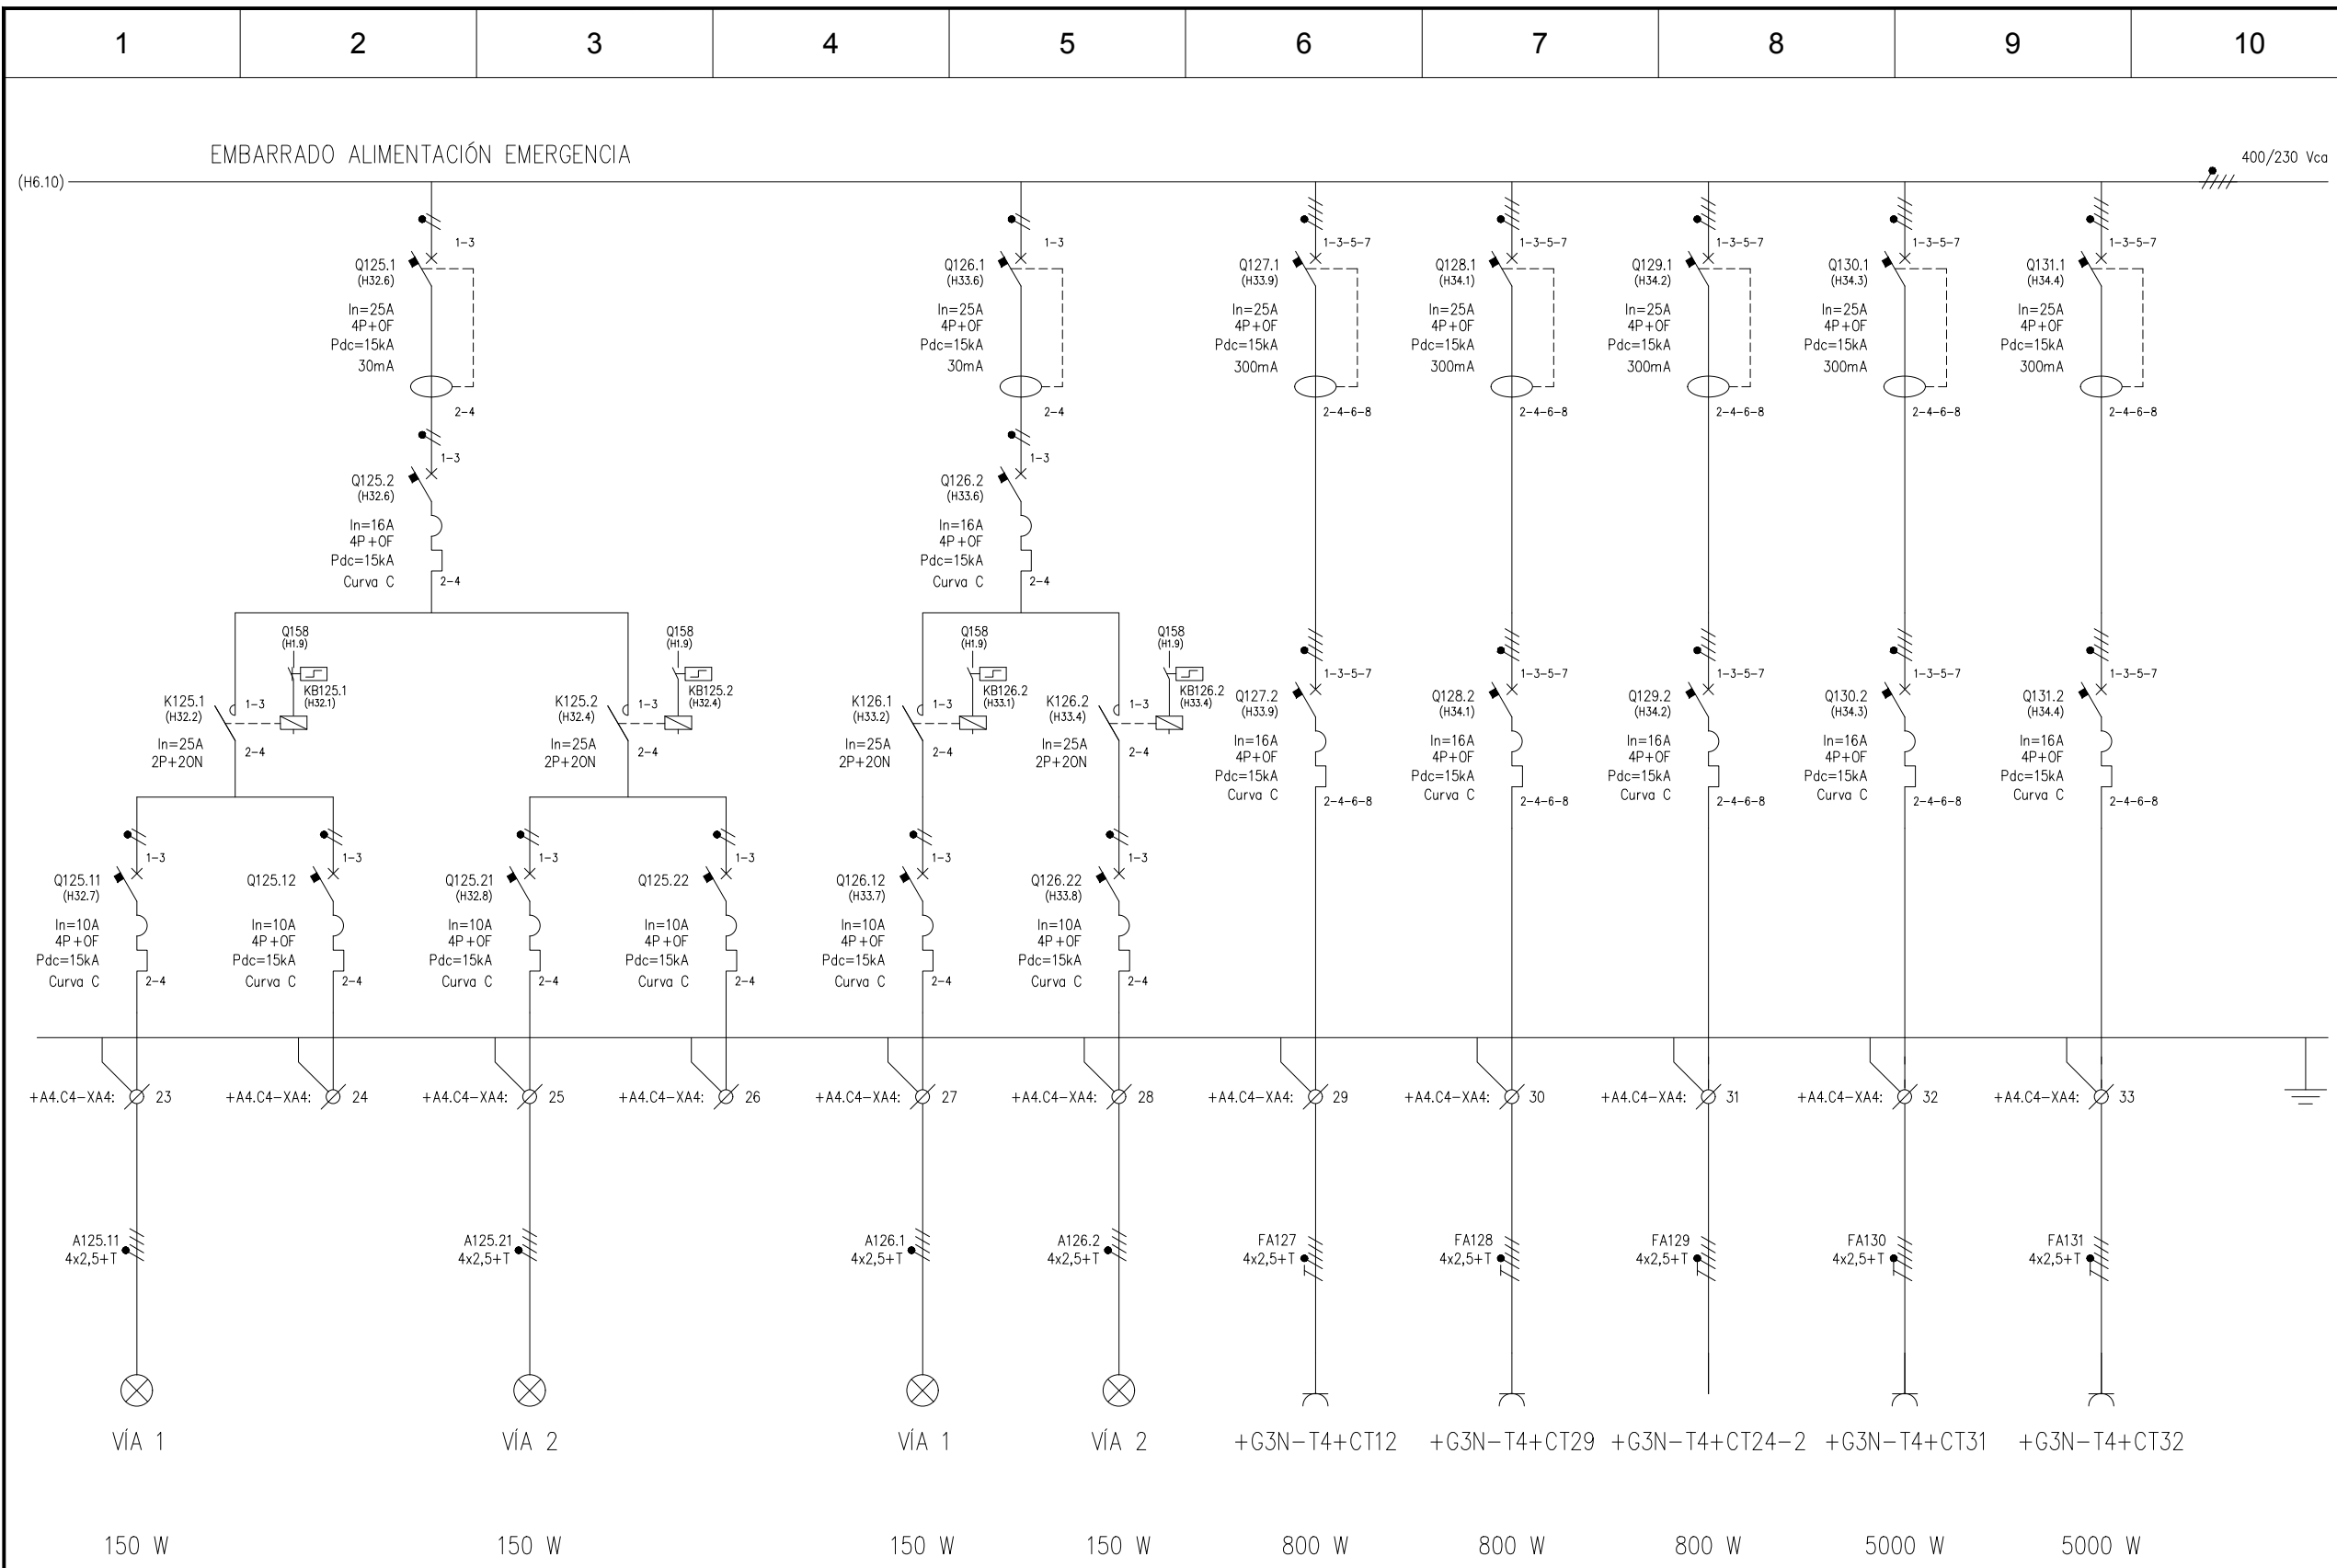 1 2 3 4 5 6 7 8 9 10
EMBARRADO ALIMENTACIÓN EMERGENCIA
400/230 Vca
(H6.10)
1-3
Q125.1
(H32.6)
In=25A
4P+OF
Pdc=15kA
30mA
2-4
1-3
Q125.2
(H32.6)
In=16A
4P+OF
Pdc=15kA
Curva C
2-4
1-3
Q126.1
(H33.6)
In=25A
4P+OF
Pdc=15kA
30mA
2-4
1-3
Q126.2
(H33.6)
In=16A
4P+OF
Pdc=15kA
Curva C
2-4
1-3-5-7
Q127.1
(H33.9)
In=25A
4P+OF
Pdc=15kA
300mA
2-4-6-8
1-3-5-7
Q128.1
(H34.1)
In=25A
4P+OF
Pdc=15kA
300mA
2-4-6-8
1-3-5-7
Q129.1
(H34.2)
In=25A
4P+OF
Pdc=15kA
300mA
2-4-6-8
1-3-5-7
Q130.1
(H34.3)
In=25A
4P+OF
Pdc=15kA
300mA
2-4-6-8
1-3-5-7
Q131.1
(H34.4)
In=25A
4P+OF
Pdc=15kA
300mA
2-4-6-8
Q158
(H1.9)
KB125.1
(H32.1)
K125.1
(H32.2)
1-3
In=25A
2P+20N
2-4
Q158
(H1.9)
KB125.2
(H32.4)
K125.2
(H32.4)
1-3
In=25A
2P+20N
2-4
Q158
(H1.9)
KB126.2
(H33.1)
K126.1
(H33.2)
1-3
In=25A
2P+20N
2-4
Q158
(H1.9)
KB126.2
(H33.4)
K126.2
(H33.4)
1-3
In=25A
2P+20N
2-4
1-3-5-7
Q127.2
(H33.9)
In=16A
4P+OF
Pdc=15kA
Curva C
2-4-6-8
1-3-5-7
Q128.2
(H34.1)
In=16A
4P+OF
Pdc=15kA
Curva C
2-4-6-8
1-3-5-7
Q129.2
(H34.2)
In=16A
4P+OF
Pdc=15kA
Curva C
2-4-6-8
1-3-5-7
Q130.2
(H34.3)
In=16A
4P+OF
Pdc=15kA
Curva C
2-4-6-8
1-3-5-7
Q131.2
(H34.4)
In=16A
4P+OF
Pdc=15kA
Curva C
2-4-6-8
1-3
Q125.11
(H32.7)
In=10A
4P+OF
Pdc=15kA
Curva C
2-4
1-3
Q125.12
In=10A
4P+OF
Pdc=15kA
Curva C
2-4
1-3
Q125.21
(H32.8)
In=10A
4P+OF
Pdc=15kA
Curva C
2-4
1-3
Q125.22
In=10A
4P+OF
Pdc=15kA
Curva C
2-4
1-3
Q126.12
(H33.7)
In=10A
4P+OF
Pdc=15kA
Curva C
2-4
1-3
Q126.22
(H33.8)
In=10A
4P+OF
Pdc=15kA
Curva C
2-4
+A4.C4-XA4: 23
+A4.C4-XA4: 24
+A4.C4-XA4: 25
+A4.C4-XA4: 26
+A4.C4-XA4: 27
+A4.C4-XA4: 28
+A4.C4-XA4: 29
+A4.C4-XA4: 30
+A4.C4-XA4: 31
+A4.C4-XA4: 32
+A4.C4-XA4: 33
A125.11
4x2,5+T
A125.21
4x2,5+T
A126.1
4x2,5+T
A126.2
4x2,5+T
FA127
4x2,5+T
FA128
4x2,5+T
FA129
4x2,5+T
FA130
4x2,5+T
FA131
4x2,5+T
VÍA 1
VÍA 2
VÍA 1
VÍA 2
+G3N-T4+CT12
+G3N-T4+CT29
+G3N-T4+CT24-2
+G3N-T4+CT31
+G3N-T4+CT32
150 W
150 W
150 W
150 W
800 W
800 W
800 W
5000 W
5000 W